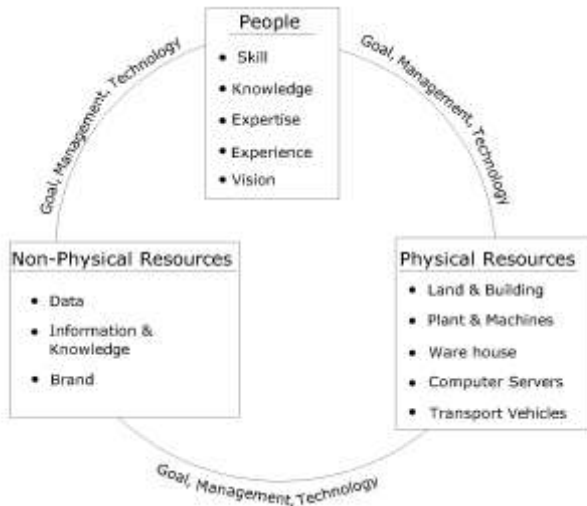 People
Skill
Knowledge
Expertise
Experience
Vision
Goal, Management, Technology
Goal, Management, Technology
Non-Physical Resources
Data
Information &
Knowledge
Brand
Physical Resources
Land & Building
Plant & Machines
Ware house
Computer Servers
Transport Vehicles
Goal, Management, Technology